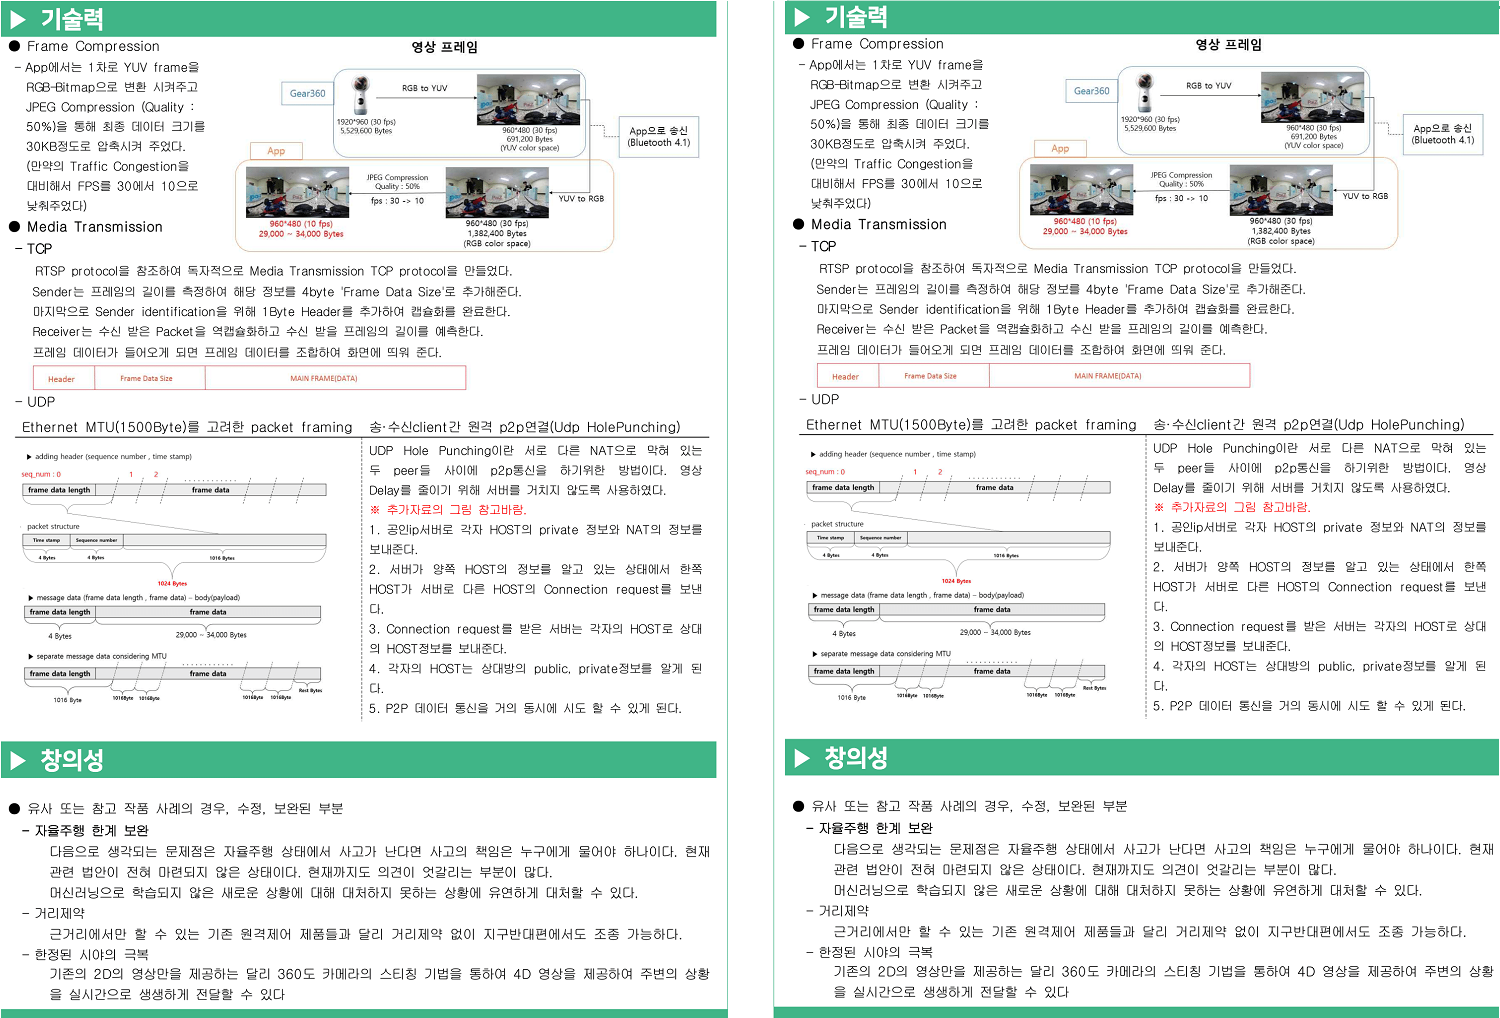 ▶ 기술력
● Frame Compression
- App에서는 1차로 YUV frame을
RGB-Bitmap으로 변환 시켜주고
JPEG Compression (Quality :
50%)을 통해 최종 데이터 크기를
30KB정도로 압축시켜 주었다.
(만약의 Traffic Congestion을
대비해서 FPS를 30에서 10으로
낮춰주었다)
영상 프레임
Gear360
1920*960 (30 fps)
5,529,600 Bytes
RGB to YUV
960*480 (30 fps)
691,200 Bytes
(YUV color space)
App으로 송신
(Bluetooth 4.1)
App
960*480 (10 fps)
29,000 ~ 34,000 Bytes
JPEG Compression
Quality : 50%
fps : 30 -> 10
960*480 (30 fps)
1,382,400 Bytes
(RGB color space)
YUV to RGB
● Media Transmission
- TCP
RTSP protocol을 참조하여 독자적으로 Media Transmission TCP protocol을 만들었다.
Sender는 프레임의 길이를 측정하여 해당 정보를 4byte 'Frame Data Size'로 추가해준다.
마지막으로 Sender identification을 위해 1Byte Header를 추가하여 캡슐화를 완료한다.
Receiver는 수신 받은 Packet을 역캡슐화하고 수신 받을 프레임의 길이를 예측한다.
프레임 데이터가 들어오게 되면 프레임 데이터를 조합하여 화면에 띄워 준다.
Header Frame Data Size MAIN FRAME(DATA)
- UDP
Ethernet MTU(1500Byte)를 고려한 packet framing
▶ adding header (sequence number , time stamp)
seq_num : 0 1 2
frame data length frame data
packet structure
Time stamp Sequence number
4 Bytes 4 Bytes 1016 Bytes
1024 Bytes
▶ message data (frame data length , frame data) – body(payload)
frame data length frame data
4 Bytes 29,000 ~ 34,000 Bytes
▶ separate message data considering MTU
frame data length frame data
1016 Byte 1016Byte 1016Byte 1016Byte 1016Byte Rest Bytes
송·수신client간 원격 p2p연결(Udp HolePunching)
UDP Hole Punching이란 서로 다른 NAT으로 막혀 있는
두 peer들 사이에 p2p통신을 하기위한 방법이다. 영상
Delay를 줄이기 위해 서버를 거치지 않도록 사용하였다.
※ 추가자료의 그림 참고바람.
1. 공인ip서버로 각자 HOST의 private 정보와 NAT의 정보를
보내준다.
2. 서버가 양쪽 HOST의 정보를 알고 있는 상태에서 한쪽
HOST가 서버로 다른 HOST의 Connection request를 보낸
다.
3. Connection request를 받은 서버는 각자의 HOST로 상대
의 HOST정보를 보내준다.
4. 각자의 HOST는 상대방의 public, private정보를 알게 된
다.
5. P2P 데이터 통신을 거의 동시에 시도 할 수 있게 된다.
▶ 창의성
● 유사 또는 참고 작품 사례의 경우, 수정, 보완된 부분
- 자율주행 한계 보완
다음으로 생각되는 문제점은 자율주행 상태에서 사고가 난다면 사고의 책임은 누구에게 물어야 하나이다. 현재
관련 법안이 전혀 마련되지 않은 상태이다. 현재까지도 의견이 엇갈리는 부분이 많다.
머신러닝으로 학습되지 않은 새로운 상황에 대해 대처하지 못하는 상황에 유연하게 대처할 수 있다.
- 거리제약
근거리에서만 할 수 있는 기존 원격제어 제품들과 달리 거리제약 없이 지구반대편에서도 조종 가능하다.
- 한정된 시야의 극복
기존의 2D의 영상만을 제공하는 달리 360도 카메라의 스티칭 기법을 통하여 4D 영상을 제공하여 주변의 상황
을 실시간으로 생생하게 전달할 수 있다
▶ 기술력
● Frame Compression
- App에서는 1차로 YUV frame을
RGB-Bitmap으로 변환 시켜주고
JPEG Compression (Quality :
50%)을 통해 최종 데이터 크기를
30KB정도로 압축시켜 주었다.
(만약의 Traffic Congestion을
대비해서 FPS를 30에서 10으로
낮춰주었다)
영상 프레임
Gear360
1920*960 (30 fps)
5,529,600 Bytes
RGB to YUV
960*480 (30 fps)
691,200 Bytes
(YUV color space)
App으로 송신
(Bluetooth 4.1)
App
960*480 (10 fps)
29,000 ~ 34,000 Bytes
JPEG Compression
Quality : 50%
fps : 30 -> 10
960*480 (30 fps)
1,382,400 Bytes
(RGB color space)
YUV to RGB
● Media Transmission
- TCP
RTSP protocol을 참조하여 독자적으로 Media Transmission TCP protocol을 만들었다.
Sender는 프레임의 길이를 측정하여 해당 정보를 4byte 'Frame Data Size'로 추가해준다.
마지막으로 Sender identification을 위해 1Byte Header를 추가하여 캡슐화를 완료한다.
Receiver는 수신 받은 Packet을 역캡슐화하고 수신 받을 프레임의 길이를 예측한다.
프레임 데이터가 들어오게 되면 프레임 데이터를 조합하여 화면에 띄워 준다.
Header Frame Data Size MAIN FRAME(DATA)
- UDP
Ethernet MTU(1500Byte)를 고려한 packet framing
▶ adding header (sequence number , time stamp)
seq_num : 0 1 2
frame data length frame data
packet structure
Time stamp Sequence number
4 Bytes 4 Bytes 1016 Bytes
1024 Bytes
▶ message data (frame data length , frame data) – body(payload)
frame data length frame data
4 Bytes 29,000 ~ 34,000 Bytes
▶ separate message data considering MTU
frame data length frame data
1016 Byte 1016Byte 1016Byte 1016Byte 1016Byte Rest Bytes
송·수신client간 원격 p2p연결(Udp HolePunching)
UDP Hole Punching이란 서로 다른 NAT으로 막혀 있는
두 peer들 사이에 p2p통신을 하기위한 방법이다. 영상
Delay를 줄이기 위해 서버를 거치지 않도록 사용하였다.
※ 추가자료의 그림 참고바람.
1. 공인ip서버로 각자 HOST의 private 정보와 NAT의 정보를
보내준다.
2. 서버가 양쪽 HOST의 정보를 알고 있는 상태에서 한쪽
HOST가 서버로 다른 HOST의 Connection request를 보낸
다.
3. Connection request를 받은 서버는 각자의 HOST로 상대
의 HOST정보를 보내준다.
4. 각자의 HOST는 상대방의 public, private정보를 알게 된
다.
5. P2P 데이터 통신을 거의 동시에 시도 할 수 있게 된다.
▶ 창의성
● 유사 또는 참고 작품 사례의 경우, 수정, 보완된 부분
- 자율주행 한계 보완
다음으로 생각되는 문제점은 자율주행 상태에서 사고가 난다면 사고의 책임은 누구에게 물어야 하나이다. 현재
관련 법안이 전혀 마련되지 않은 상태이다. 현재까지도 의견이 엇갈리는 부분이 많다.
머신러닝으로 학습되지 않은 새로운 상황에 대해 대처하지 못하는 상황에 유연하게 대처할 수 있다.
- 거리제약
근거리에서만 할 수 있는 기존 원격제어 제품들과 달리 거리제약 없이 지구반대편에서도 조종 가능하다.
- 한정된 시야의 극복
기존의 2D의 영상만을 제공하는 달리 360도 카메라의 스티칭 기법을 통하여 4D 영상을 제공하여 주변의 상황
을 실시간으로 생생하게 전달할 수 있다